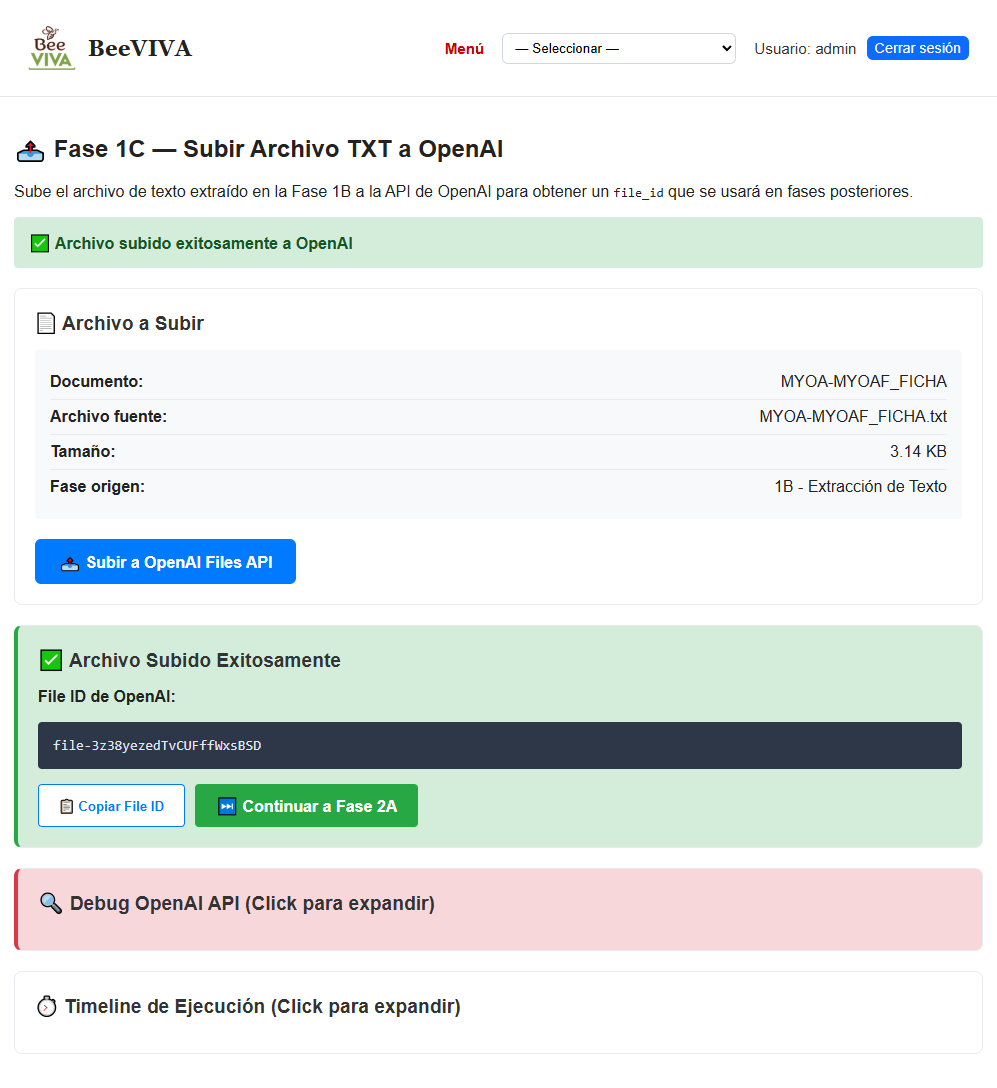 Bee
VIVA
BeeVIVA
Menú
— Seleccionar —
Usuario: admin
Cerrar sesión
Fase 1C — Subir Archivo TXT a OpenAI
Sube el archivo de texto extraído en la Fase 1B a la API de OpenAI para obtener un file_id que se usará en fases posteriores.
✅ Archivo subido exitosamente a OpenAI
Archivo a Subir
Documento: MYOA-MYOAF_FICHA
Archivo fuente: MYOA-MYOAF_FICHA.txt
Tamaño: 3.14 KB
Fase origen: 1B - Extracción de Texto
Subir a OpenAI Files API
✅ Archivo Subido Exitosamente
File ID de OpenAI:
file-3z38yezedTvCUFffWxsBSD
Copiar File ID
Continuar a Fase 2A
Debug OpenAI API (Click para expandir)
Timeline de Ejecución (Click para expandir)